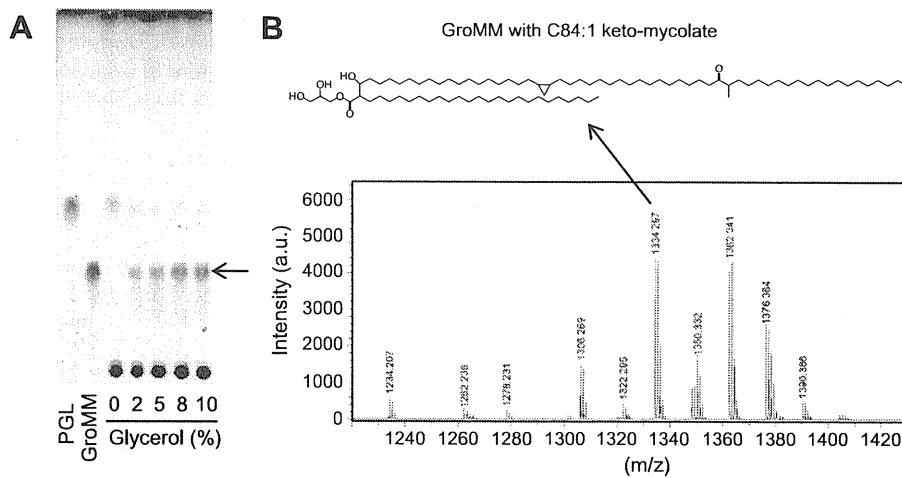 A
PGL
GroMM
0 2 5 8 10
Glycerol (%)
B
GroMM with C84:1 keto-mycolate
O
HO
OH
HO
O
O
Intensity (a.u.)
6000
5000
4000
3000
2000
1000
0
1234.207
1262.236
1278.231
1306.269
1322.295
1334.297
1350.332
1362.341
1376.364
1390.386
1240 1260 1280 1300 1320 1340 1360 1380 1400 1420
(m/z)